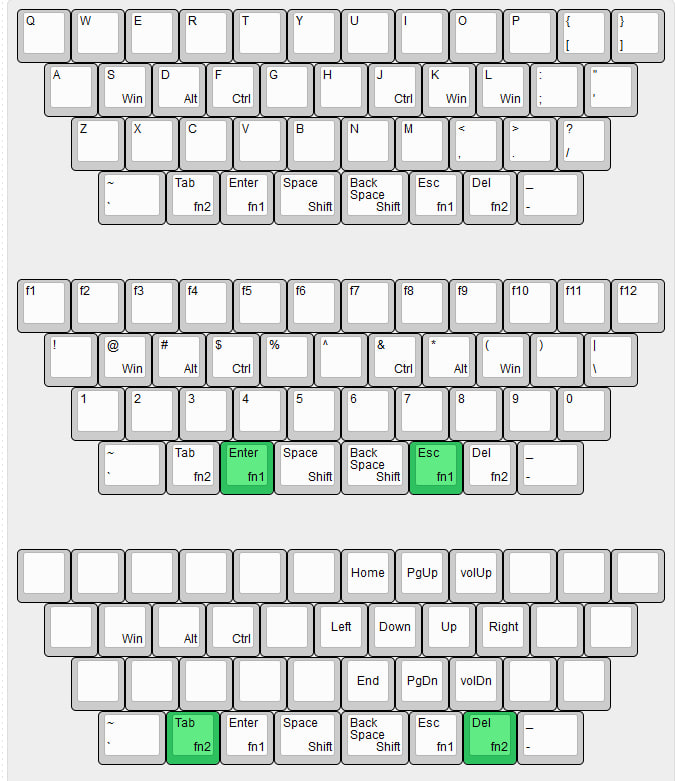 Q W E R T Y U I O P { }
[ ]
A S D F G H J K L : "
Win Alt Ctrl Ctrl Win Win ; '
Z X C V B N M < > ?
, . /
~ Tab Enter Space Back Space Esc Del _
` fn2 fn1 Shift Shift fn1 fn2 -
f1 f2 f3 f4 f5 f6 f7 f8 f9 f10 f11 f12
! @ # $ % ^ & * ( ) |
Win Alt Ctrl Ctrl Alt Win \
1 2 3 4 5 6 7 8 9 0
~ Tab Enter Space Back Space Esc Del _
` fn2 fn1 Shift Shift fn1 fn2 -
Home PgUp volUp
Win Alt Ctrl Left Down Up Right
End PgDn volDn
~ Tab Enter Space Back Space Esc Del _
` fn2 fn1 Shift Shift fn1 fn2 -